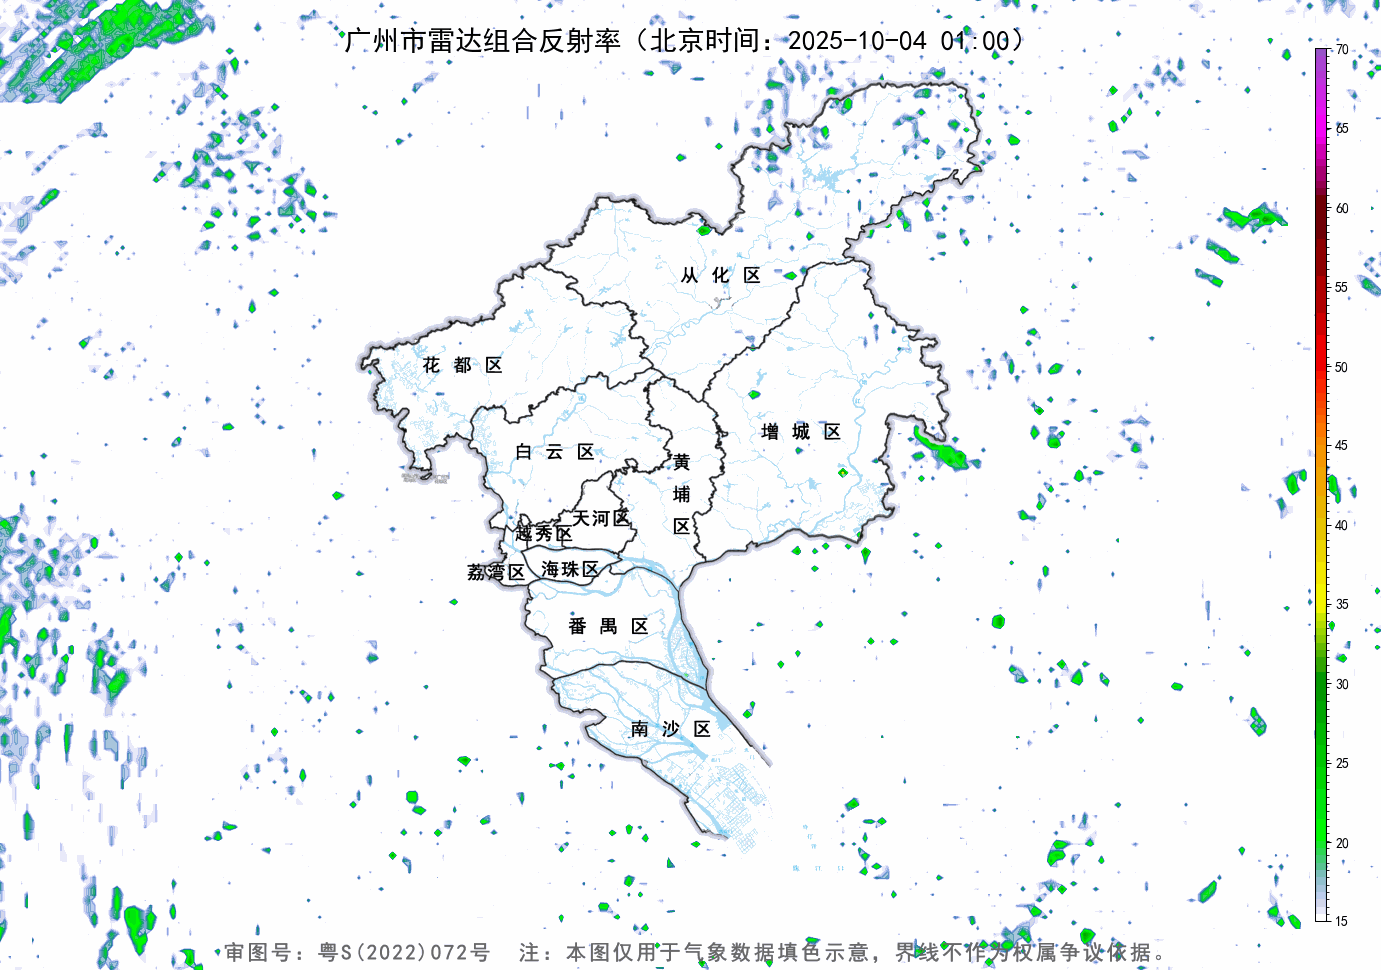 广州市雷达组合反射率（北京时间：2025-10-04 01:00）
70
65
60
55
50
45
40
35
30
25
20
15
从化区
花都区
增城区
白云区
黄埔区
天河区
越秀区
荔湾区
海珠区
番禺区
南沙区
审图号：粤S(2022)072号 注：本图仅用于气象数据填色示意，界线不作为权属争议依据。